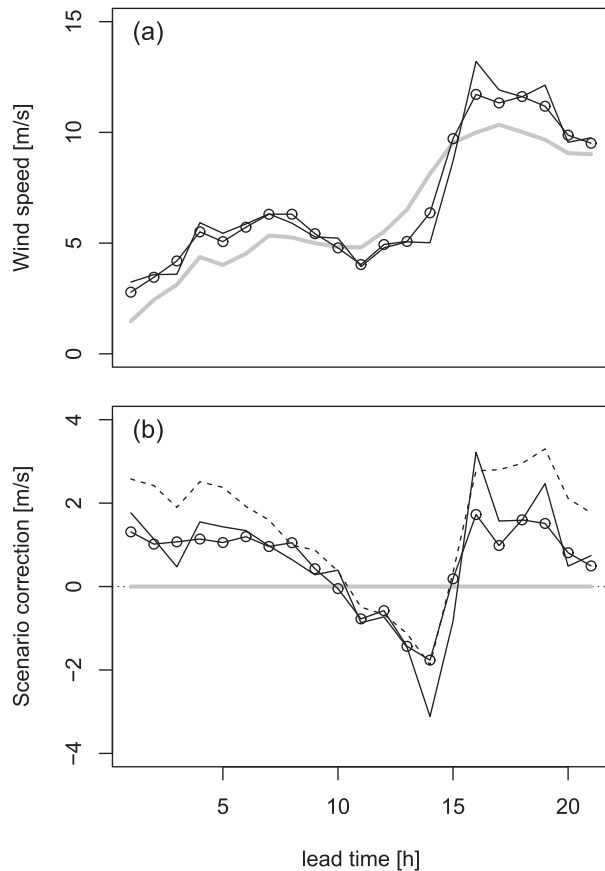 (a)
Wind speed [m/s]
15
10
5
0
(b)
Scenario correction [m/s]
4
2
0
−2
−4
5 10 15 20
lead time [h]